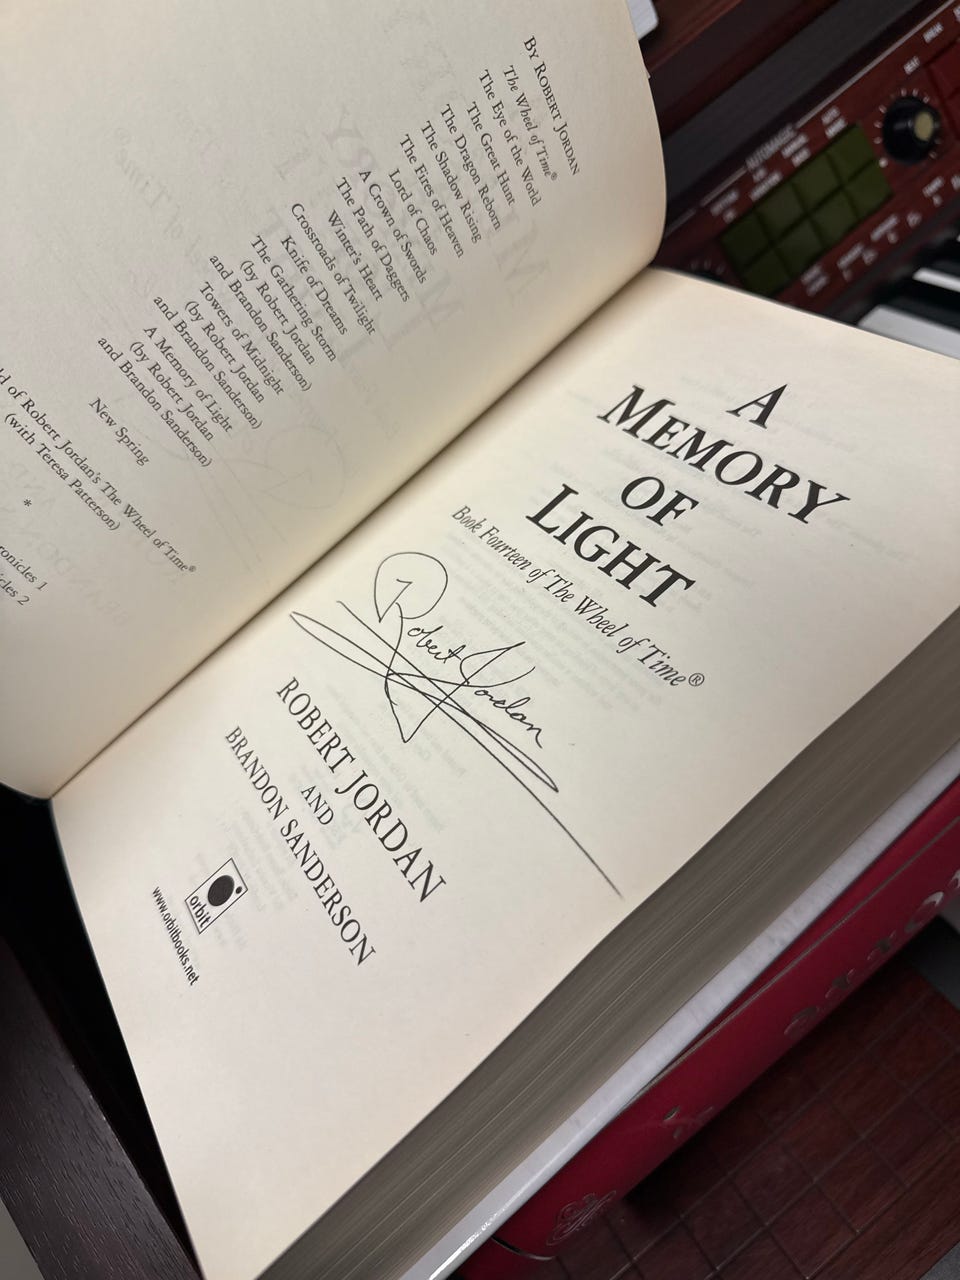 By Robert Jordan
The Wheel of Time®
The Eye of the World
The Great Hunt
The Dragon Reborn
The Shadow Rising
The Fires of Heaven
Lord of Chaos
A Crown of Swords
The Path of Daggers
Winter's Heart
Crossroads of Twilight
Knife of Dreams
The Gathering Storm
(by Robert Jordan
and Brandon Sanderson)
Towers of Midnight
(by Robert Jordan
and Brandon Sanderson)
A Memory of Light
(by Robert Jordan
and Brandon Sanderson)
New Spring
of Robert Jordan's The Wheel of Time®
(with Teresa Patterson)
*
1
2
A
MEMORY
OF
LIGHT
Book Fourteen of The Wheel of Time®
Robert Jordan
ROBERT JORDAN
AND
BRANDON SANDERSON
orbit
www.orbitbooks.net